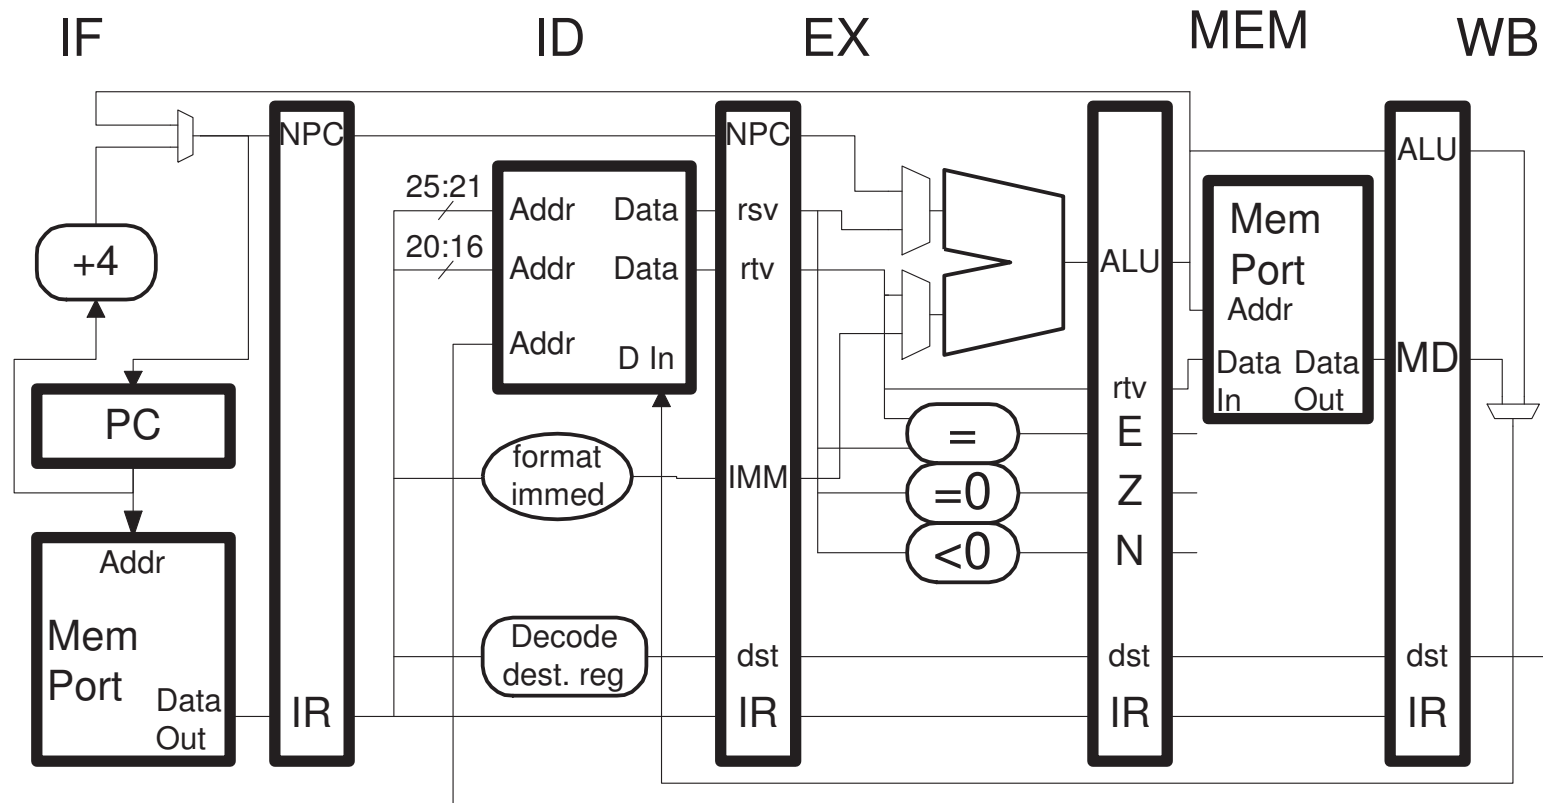 IF
ID
EX
MEM
WB
+4
PC
Addr
Mem
Port
Data
Out
NPC
IR
25:21
20:16
Addr
Data
Addr
Data
Addr
D In
format
immed
Decode
dest. reg
NPC
rsv
rtv
IMM
dst
IR
=
=0
<0
ALU
rtv
E
Z
N
dst
IR
Mem
Port
Addr
Data
In
Data
Out
ALU
MD
dst
IR